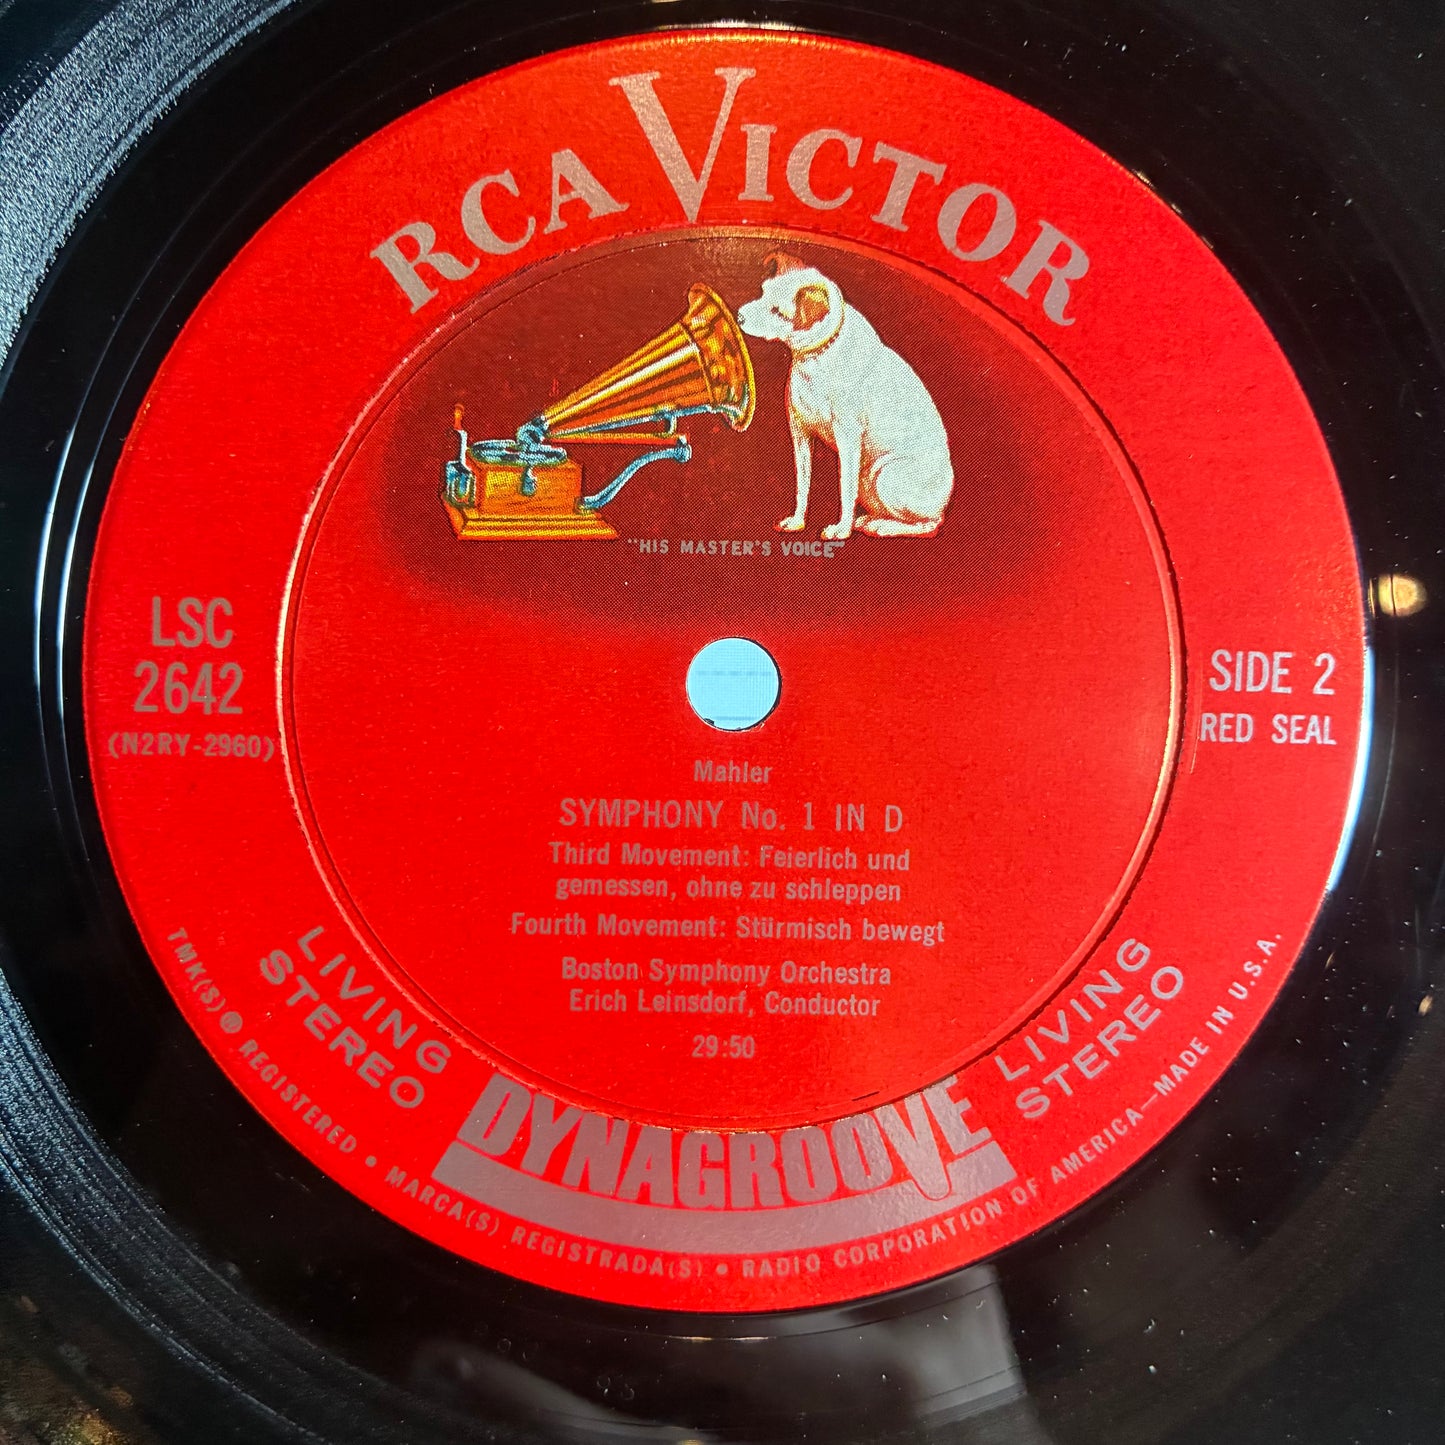 RCA VICTOR
"HIS MASTER'S VOICE"
LSC
2642
(N2RY-2960)
SIDE 2
RED SEAL
Mahler
SYMPHONY No. 1 IN D
Third Movement: Feierlich und
gemessen, ohne zu schleppen
Fourth Movement: Stürmisch bewegt
Boston Symphony Orchestra
Erich Leinsdorf, Conductor
29:50
LIVING
STEREO
LIVING
STEREO
DYNAGROOVE
TMK(S) ® REGISTERED • MARCA(S) REGISTRADA(S) • RADIO CORPORATION OF AMERICA—MADE IN U.S.A.